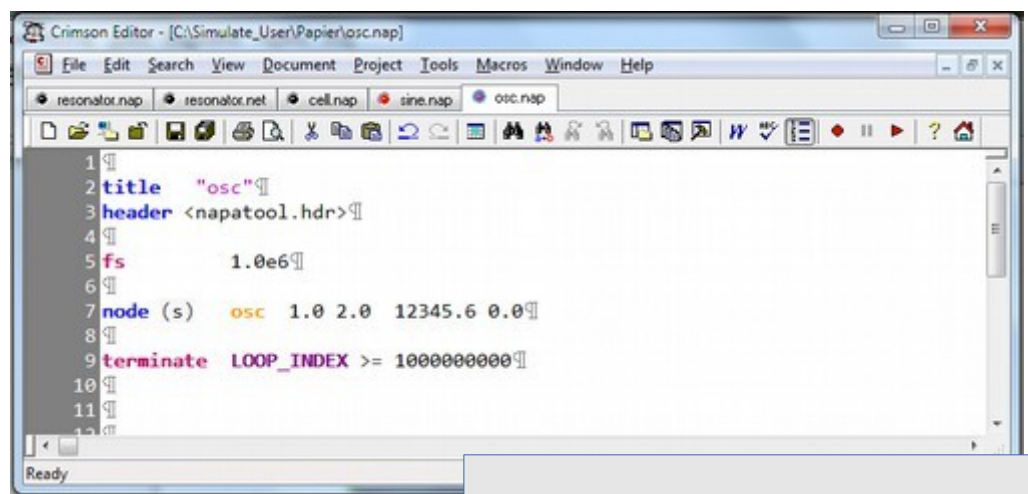 Crimson Editor - [C:\Simulate_User\Papier\osc.nap]
File Edit Search View Document Project Tools Macros Window Help
resonator.nap resonator.net cell.nap sine.nap osc.nap
1 ¶
2 title "osc"¶
3 header <napatool.hdr>¶
4 ¶
5 fs 1.0e6¶
6 ¶
7 node (s) osc 1.0 2.0 12345.6 0.0¶
8 ¶
9 terminate LOOP_INDEX >= 1000000000¶
10 ¶
11 ¶
12 ¶
Ready